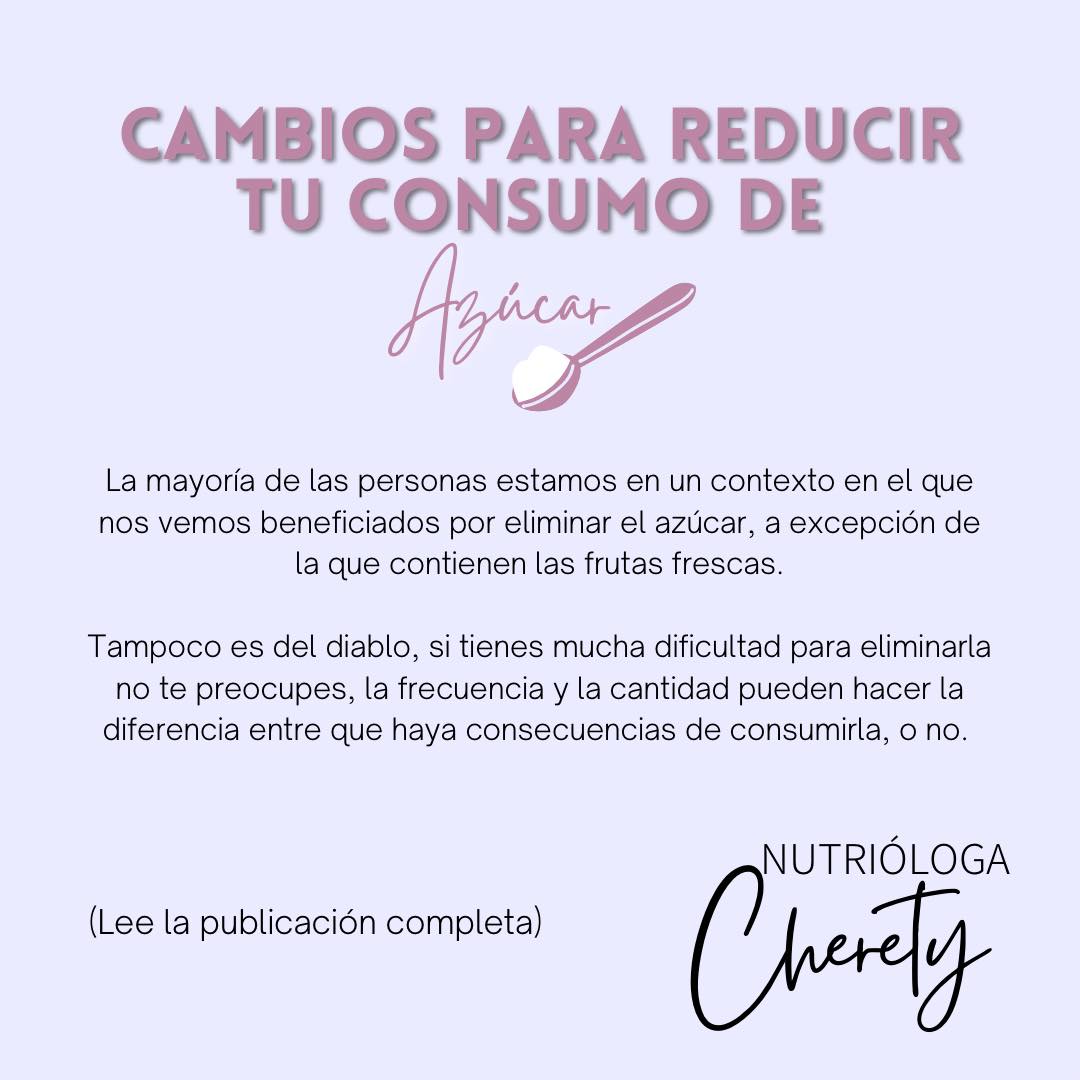 CAMBIOS PARA REDUCIR
TU CONSUMO DE
Azúcar
La mayoría de las personas estamos en un contexto en el que
nos vemos beneficiados por eliminar el azúcar, a excepción de
la que contienen las frutas frescas.
Tampoco es del diablo, si tienes mucha dificultad para eliminarla
no te preocupes, la frecuencia y la cantidad pueden hacer la
diferencia entre que haya consecuencias de consumirla, o no.
(Lee la publicación completa)
NUTRIÓLOGA
Cherety